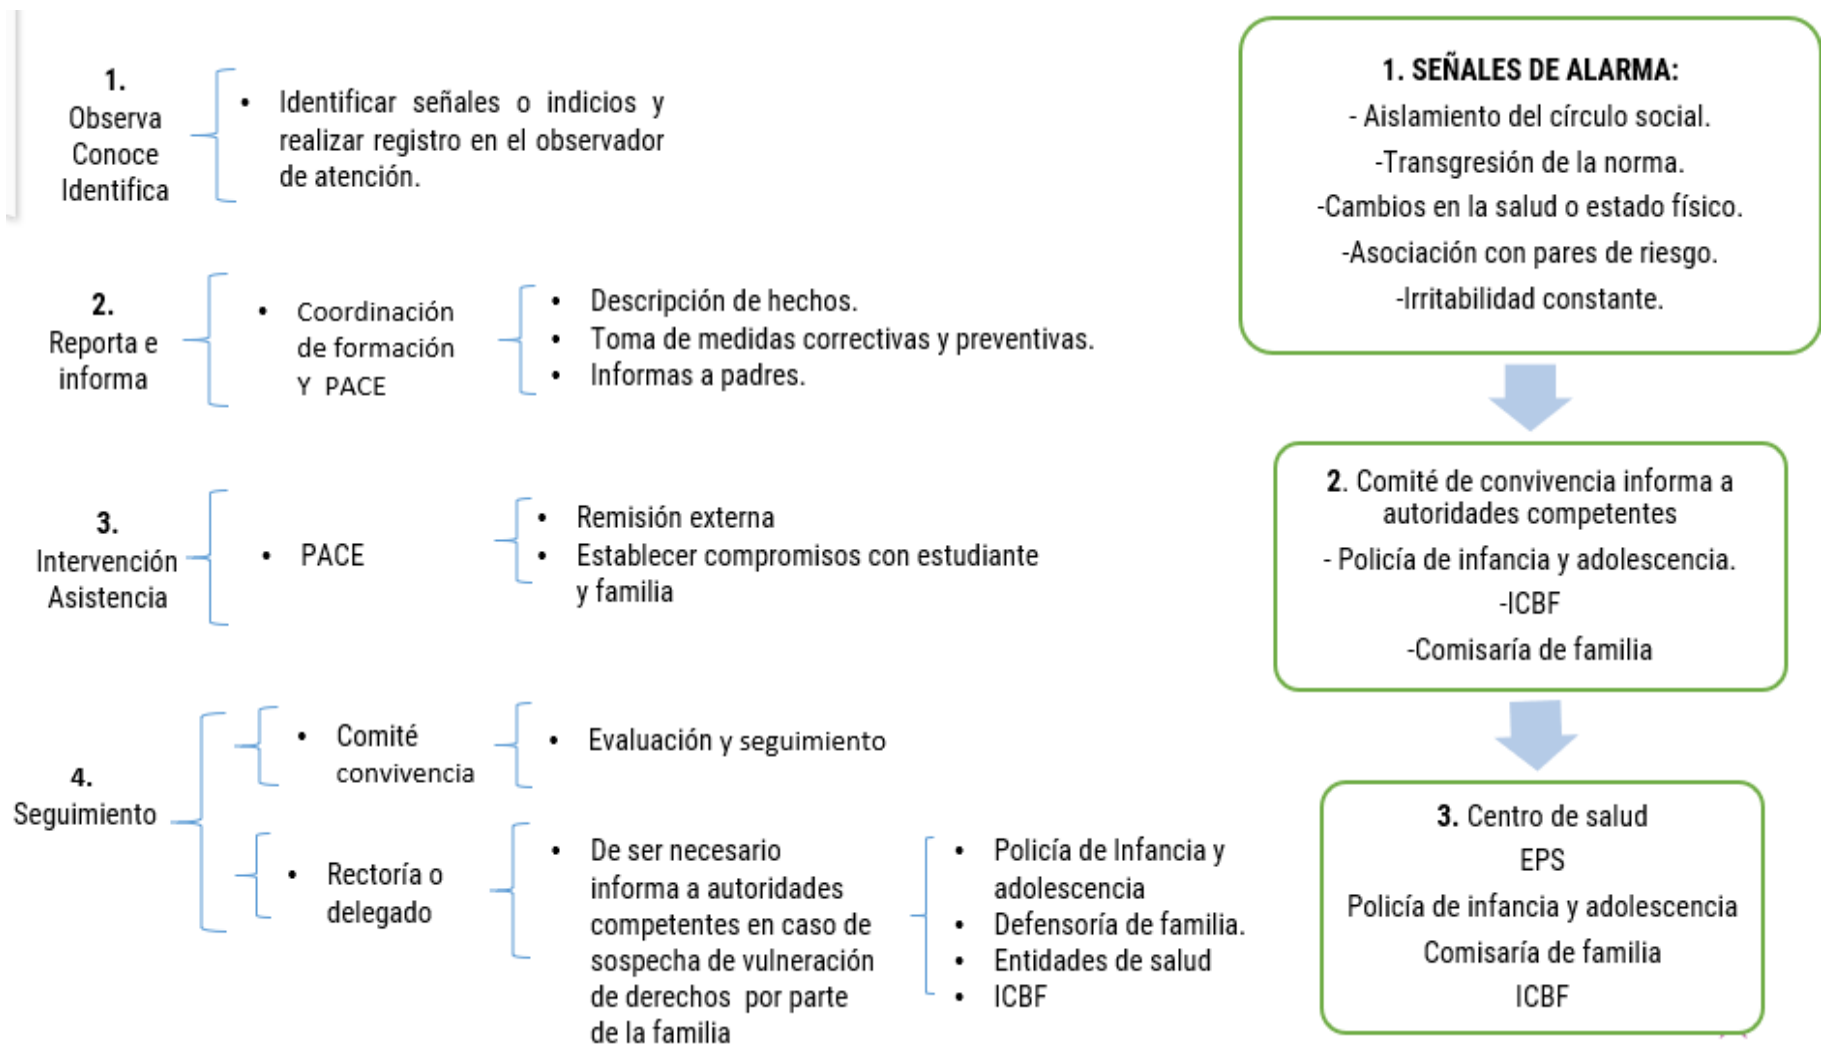 1.
Observa
Conoce
Identifica
• Identificar señales o indicios y
realizar registro en el observador
de atención.
2.
Reporta e
informa
• Coordinación
de formación
Y PACE
• Descripción de hechos.
• Toma de medidas correctivas y preventivas.
• Informas a padres.
3.
Intervención
Asistencia
• PACE
• Remisión externa
• Establecer compromisos con estudiante
y familia
4.
Seguimiento
• Comité
convivencia
• Evaluación y seguimiento
• Rectoría o
delegado
• De ser necesario
informa a autoridades
competentes en caso de
sospecha de vulneración
de derechos por parte
de la familia
• Policía de Infancia y
adolescencia
• Defensoría de familia.
• Entidades de salud
• ICBF
1. SEÑALES DE ALARMA:
- Aislamiento del círculo social.
-Transgresión de la norma.
-Cambios en la salud o estado físico.
-Asociación con pares de riesgo.
-Irritabilidad constante.
2. Comité de convivencia informa a
autoridades competentes
- Policía de infancia y adolescencia.
-ICBF
-Comisaría de familia
3. Centro de salud
EPS
Policía de infancia y adolescencia
Comisaría de familia
ICBF